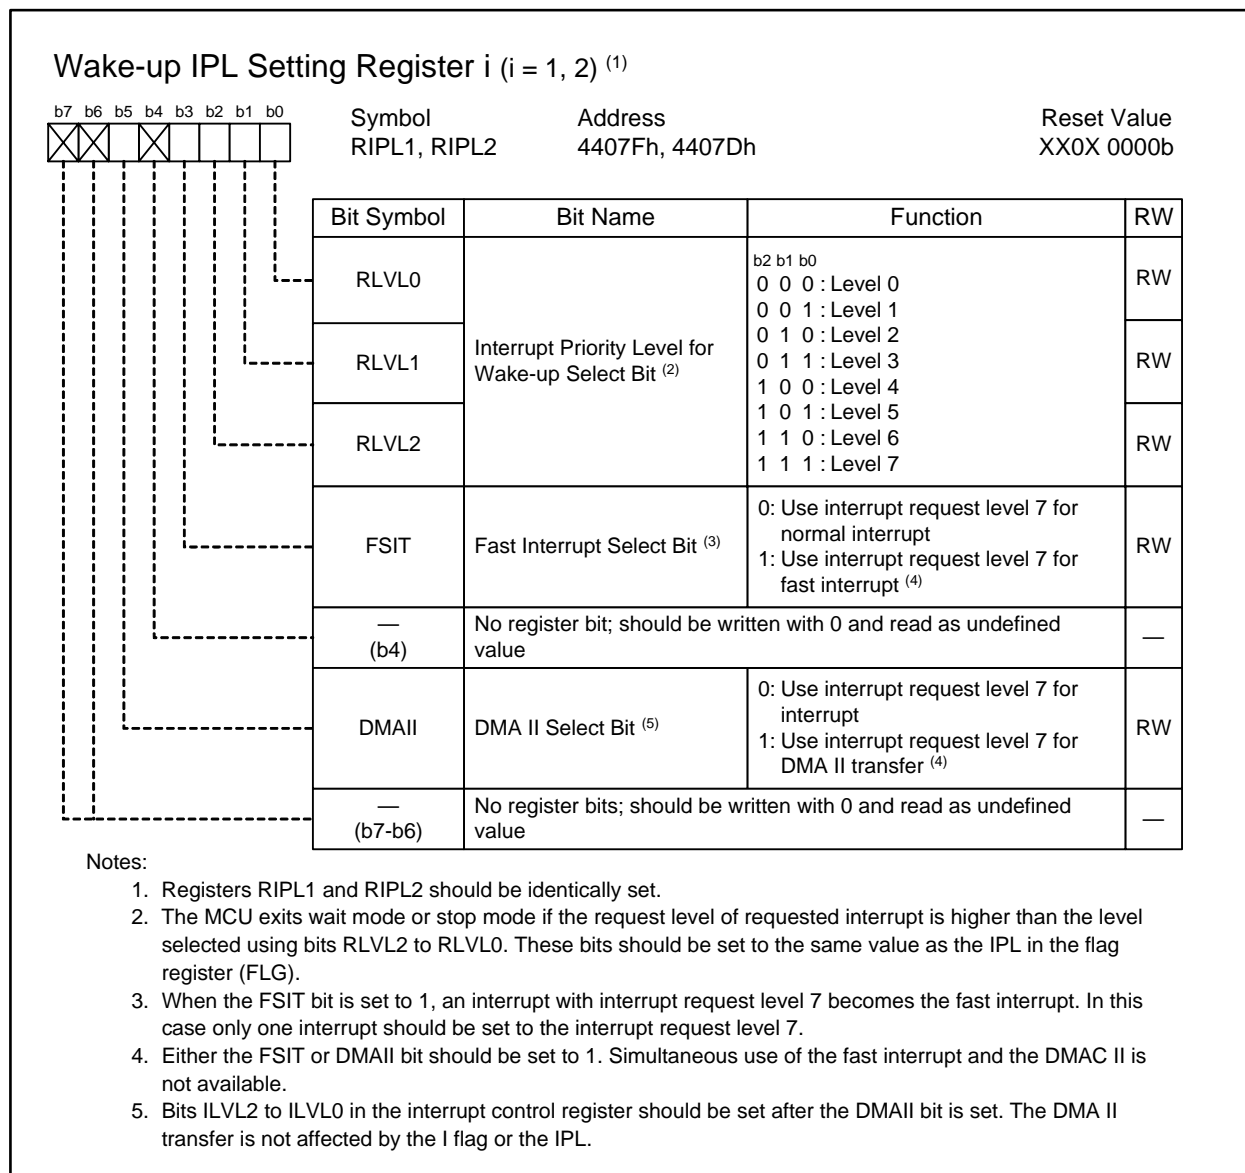 Wake-up IPL Setting Register i (i = 1, 2) (1)
b7 b6 b5 b4 b3 b2 b1 b0
Symbol Address Reset Value
RIPL1, RIPL2 4407Fh, 4407Dh XX0X 0000b
Bit Symbol Bit Name Function RW
RLVL0 RW
RLVL1 RW
RLVL2 RW
Interrupt Priority Level for
Wake-up Select Bit (2)
b2 b1 b0
0 0 0 : Level 0
0 0 1 : Level 1
0 1 0 : Level 2
0 1 1 : Level 3
1 0 0 : Level 4
1 0 1 : Level 5
1 1 0 : Level 6
1 1 1 : Level 7
FSIT Fast Interrupt Select Bit (3)
0: Use interrupt request level 7 for
normal interrupt
1: Use interrupt request level 7 for
fast interrupt (4)
RW
—
(b4)
No register bit; should be written with 0 and read as undefined
value
—
DMAII DMA II Select Bit (5)
0: Use interrupt request level 7 for
interrupt
1: Use interrupt request level 7 for
DMA II transfer (4)
RW
—
(b7-b6)
No register bits; should be written with 0 and read as undefined
value
—
Notes:
1. Registers RIPL1 and RIPL2 should be identically set.
2. The MCU exits wait mode or stop mode if the request level of requested interrupt is higher than the level
selected using bits RLVL2 to RLVL0. These bits should be set to the same value as the IPL in the flag
register (FLG).
3. When the FSIT bit is set to 1, an interrupt with interrupt request level 7 becomes the fast interrupt. In this
case only one interrupt should be set to the interrupt request level 7.
4. Either the FSIT or DMAII bit should be set to 1. Simultaneous use of the fast interrupt and the DMAC II is
not available.
5. Bits ILVL2 to ILVL0 in the interrupt control register should be set after the DMAII bit is set. The DMA II
transfer is not affected by the I flag or the IPL.